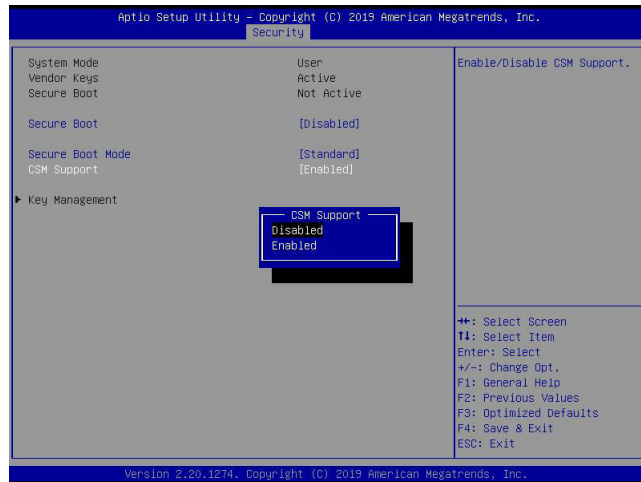 Aptio Setup Utility – Copyright (C) 2019 American Megatrends, Inc.
Security
System Mode User
Vendor Keys Active
Secure Boot Not Active
Secure Boot [Disabled]
Secure Boot Mode [Standard]
CSM Support [Enabled]
Key Management
CSM Support
Disabled
Enabled
Enable/Disable CSM Support.
→←: Select Screen
↑↓: Select Item
Enter: Select
+/-: Change Opt.
F1: General Help
F2: Previous Values
F3: Optimized Defaults
F4: Save & Exit
ESC: Exit
Version 2.20.1274. Copyright (C) 2019 American Megatrends, Inc.